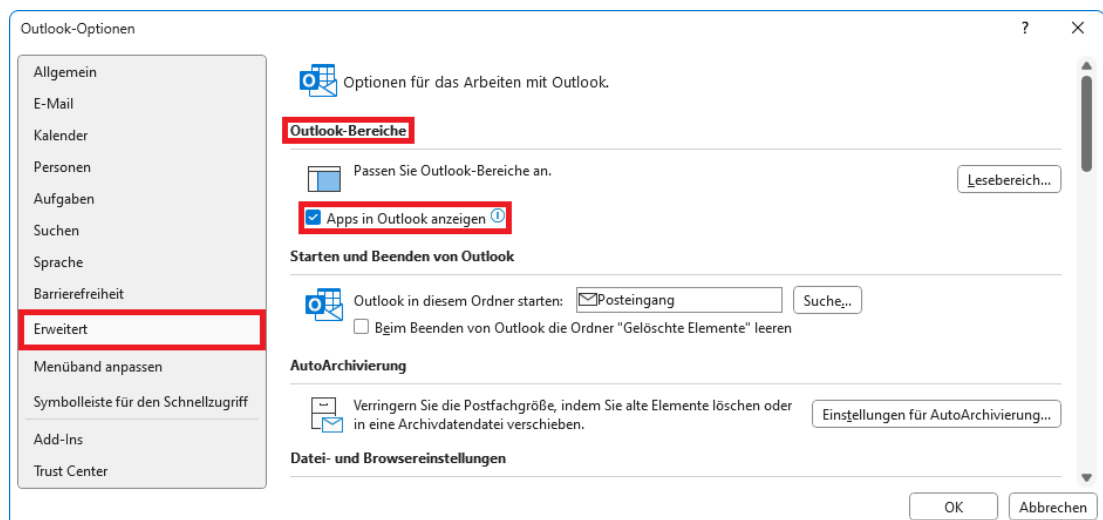 Outlook-Optionen
?
Allgemein
E-Mail
Kalender
Personen
Aufgaben
Suchen
Sprache
Barrierefreiheit
Erweitert
Menüband anpassen
Symbolleiste für den Schnellzugriff
Add-Ins
Trust Center
Optionen für das Arbeiten mit Outlook.
Outlook-Bereiche
Passen Sie Outlook-Bereiche an.
Lesebereich...
Apps in Outlook anzeigen
Starten und Beenden von Outlook
Outlook in diesem Ordner starten: Posteingang Suche...
Beim Beenden von Outlook die Ordner "Gelöschte Elemente" leeren
AutoArchivierung
Verringern Sie die Postfachgröße, indem Sie alte Elemente löschen oder
in eine Archivdatendatei verschieben.
Einstellungen für AutoArchivierung...
Datei- und Browsereinstellungen
OK Abbrechen